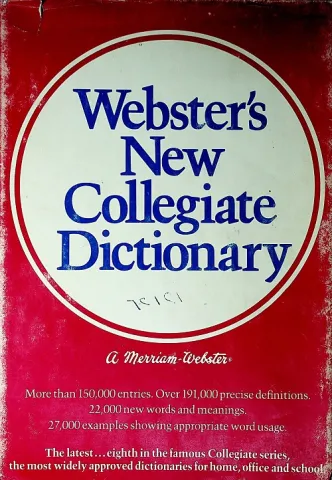 Webster's
New
Collegiate
Dictionary
A Merriam-Webster®
More than 150,000 entries. Over 191,000 precise definitions.
22,000 new words and meanings.
27,000 examples showing appropriate word usage.
The latest...eighth in the famous Collegiate series,
the most widely approved dictionaries for home, office and school